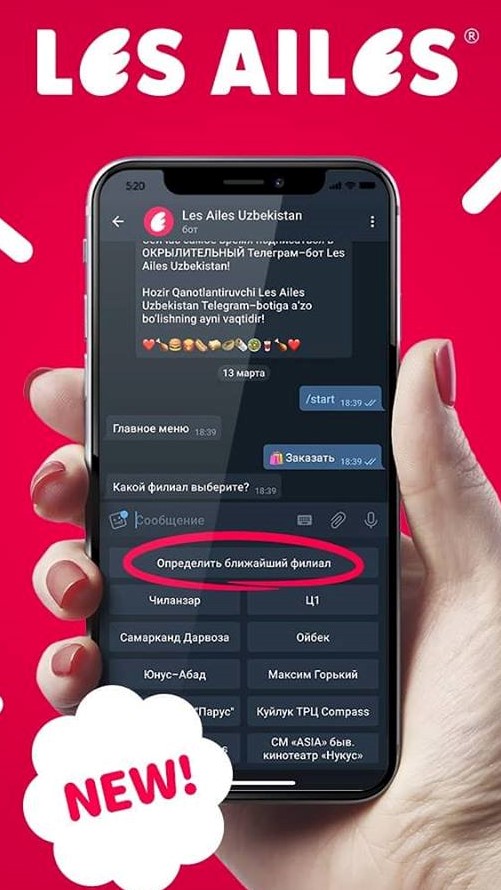 LES AILES®
5:20
Les Ailes Uzbekistan
бот
ОКРЫЛИТЕЛЬНЫЙ Телеграм-бот Les
Ailes Uzbekistan!
Hozir Qanotlantiruvchi Les Ailes
Uzbekistan Telegram-botiga a'zo
bo'lishning ayni vaqtidir!
13 марта
/start 18:39
Главное меню 18:39
Заказать 18:39
Какой филиал выберите? 18:39
Сообщение
Определить ближайший филиал
Чиланзар
Ц1
Самарканд Дарвоза
Ойбек
Юнус-Абад
Максим Горький
"Парус"
Куйлук ТРЦ Compass
СМ «ASIA» быв.
кинотеатр «Нукус»
NEW!